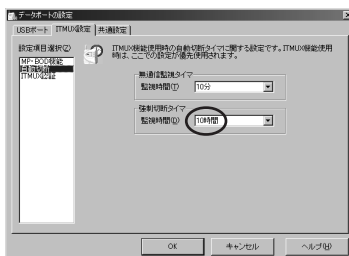 データポートの設定
USBポート ITMUX設定 共通設定
設定項目選択(Z)
MP・BOD機能
自動切断
ITMUX認証
ITMUX機能使用時の自動切断タイマに関する設定です。ITMUX機能使用
時は、ここでの設定が優先使用されます。
無通信監視タイマ
監視時間(T) 10分
強制切断タイマ
監視時間(D) 10時間
OK キャンセル ヘルプ(H)